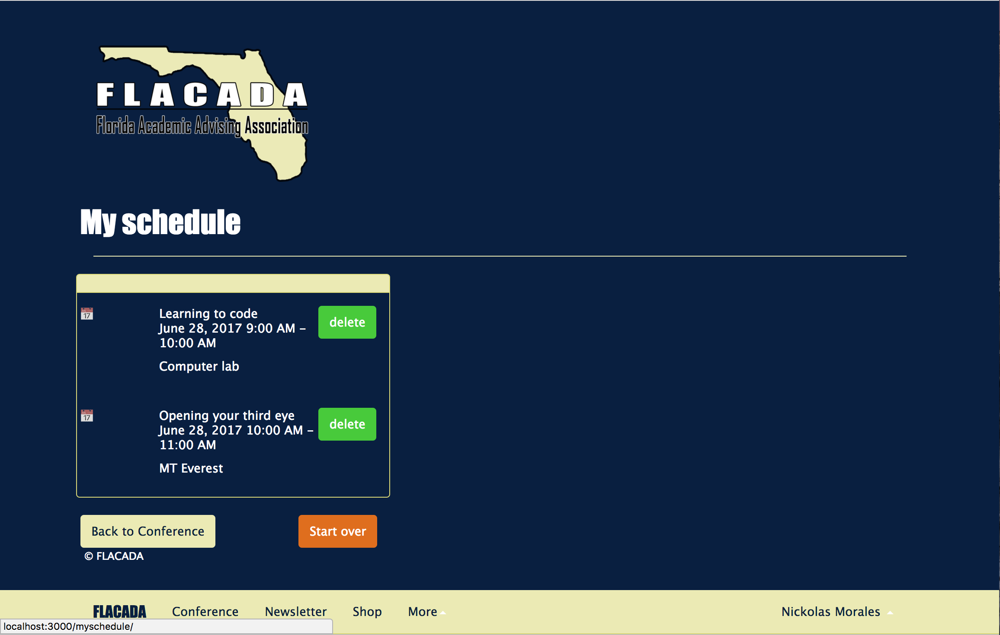 FLACADA
Florida Academic Advising Association
My schedule
JUL
17
Learning to code
June 28, 2017 9:00 AM –
10:00 AM
delete
Computer lab
JUL
17
Opening your third eye
June 28, 2017 10:00 AM –
11:00 AM
delete
MT Everest
Back to Conference
Start over
© FLACADA
FLACADA
Conference
Newsletter
Shop
More
Nickolas Morales
localhost:3000/myschedule/